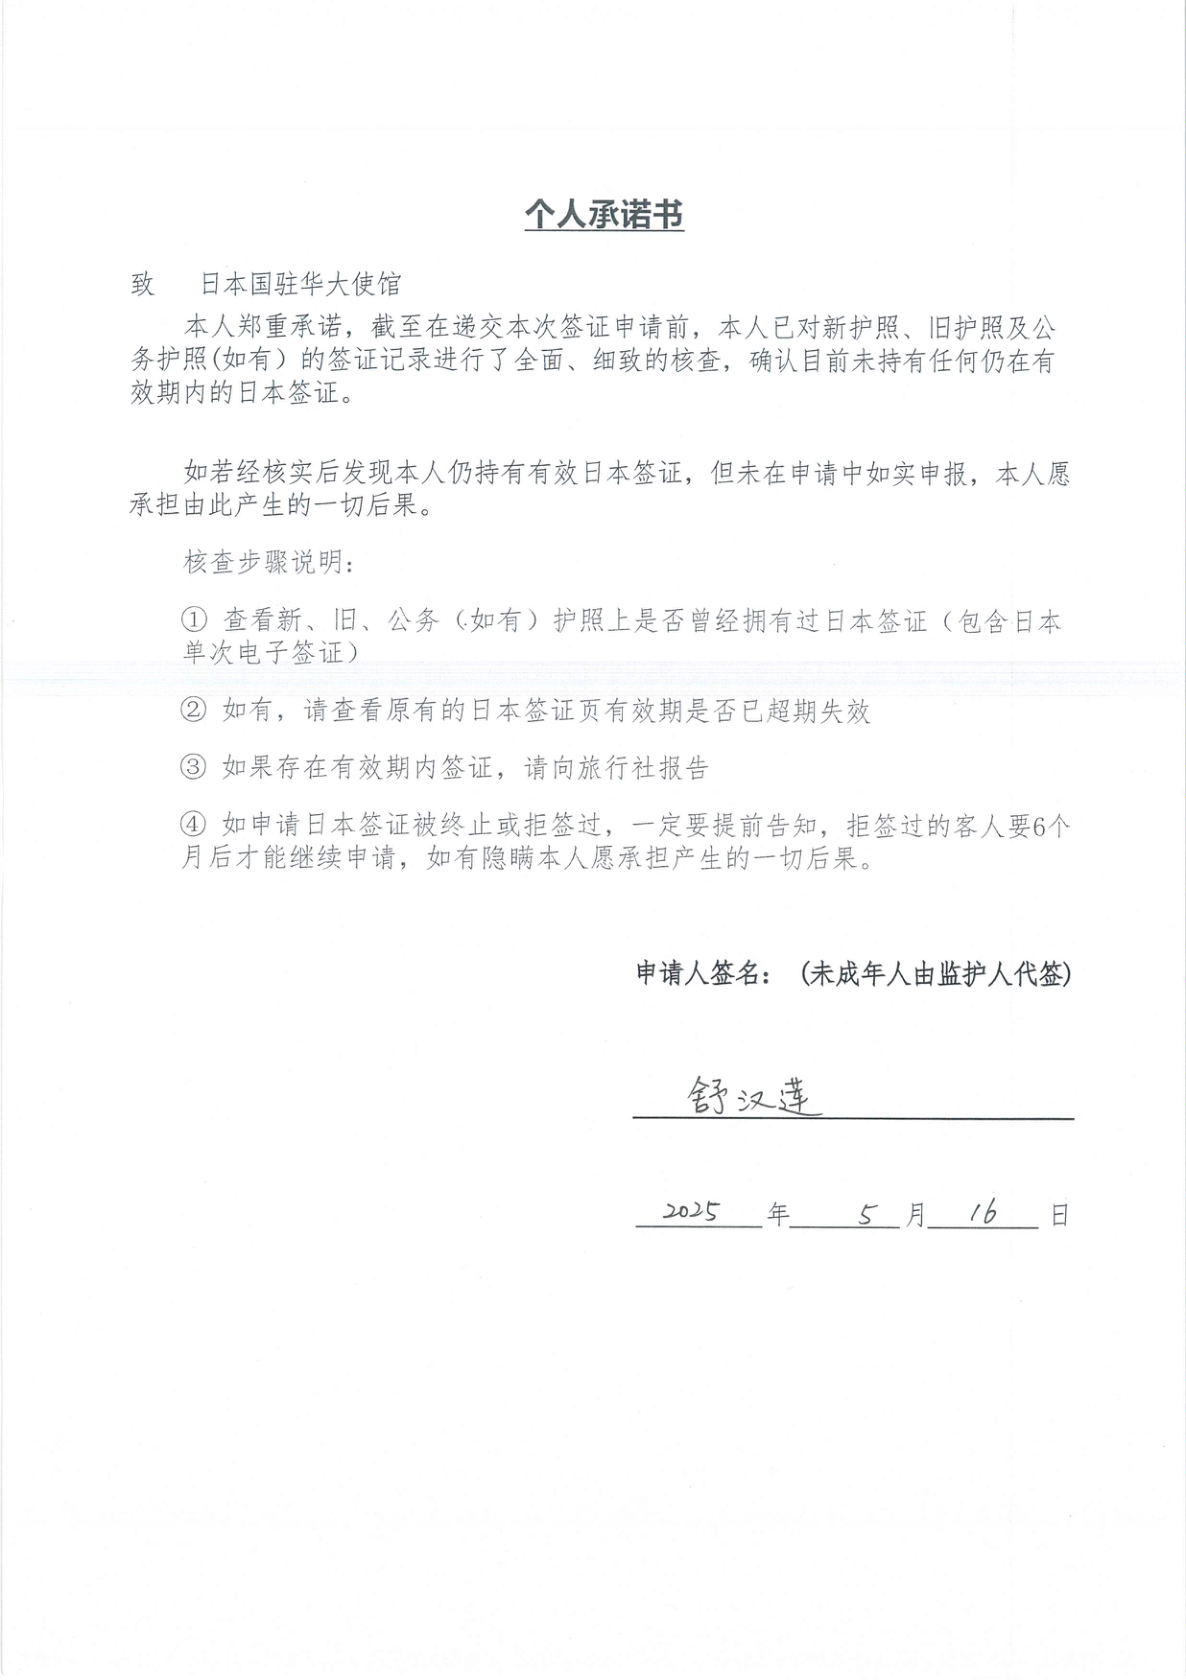 个人承诺书
致 日本国驻华大使馆
本人郑重承诺，截至在递交本次签证申请前，本人已对新护照、旧护照及公
务护照(如有）的签证记录进行了全面、细致的核查，确认目前未持有任何仍在有
效期内的日本签证。
如若经核实后发现本人仍持有有效日本签证，但未在申请中如实申报，本人愿
承担由此产生的一切后果。
核查步骤说明：
① 查看新、旧、公务（如有）护照上是否曾经拥有过日本签证（包含日本
单次电子签证）
② 如有，请查看原有的日本签证页有效期是否已超期失效
③ 如果存在有效期内签证，请向旅行社报告
④ 如申请日本签证被终止或拒签过，一定要提前告知，拒签过的客人要6个
月后才能继续申请，如有隐瞒本人愿承担产生的一切后果。
申请人签名： (未成年人由监护人代签)
舒汉莲
2025 年 5 月 16 日